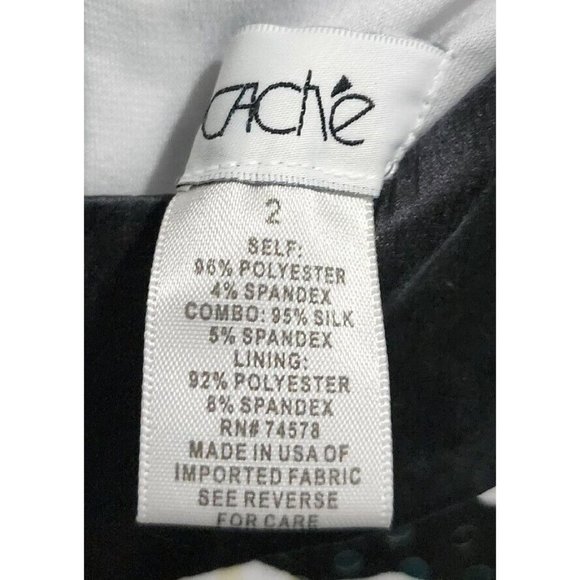 CAChé
2
SELF:
96% POLYESTER
4% SPANDEX
COMBO: 95% SILK
5% SPANDEX
LINING:
92% POLYESTER
8% SPANDEX
RN# 74578
MADE IN USA OF
IMPORTED FABRIC
SEE REVERSE
FOR CARE